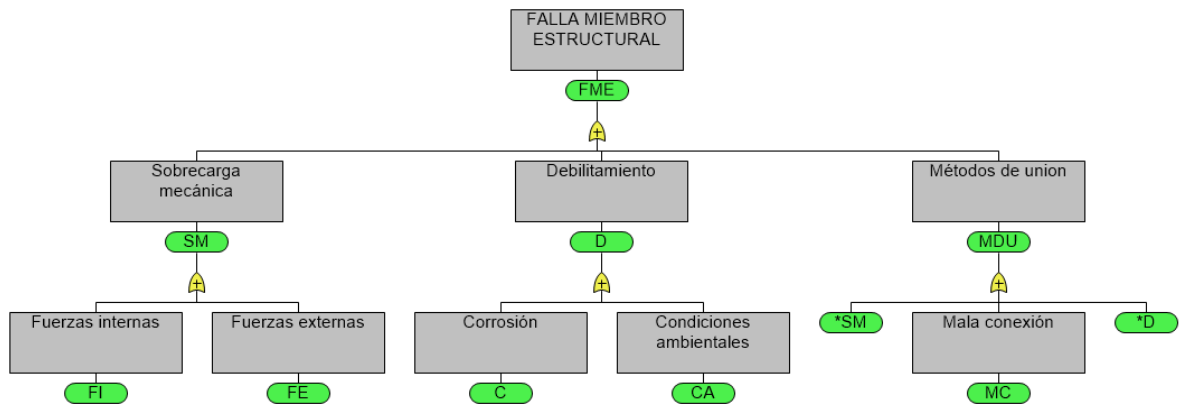 FALLA MIEMBRO
ESTRUCTURAL
FME
+
Sobrecarga
mecánica
Debilitamiento
Métodos de union
SM
D
MDU
+
+
+
Fuerzas internas
Fuerzas externas
Corrosión
Condiciones
ambientales
*SM
Mala conexión
*D
FI
FE
C
CA
MC